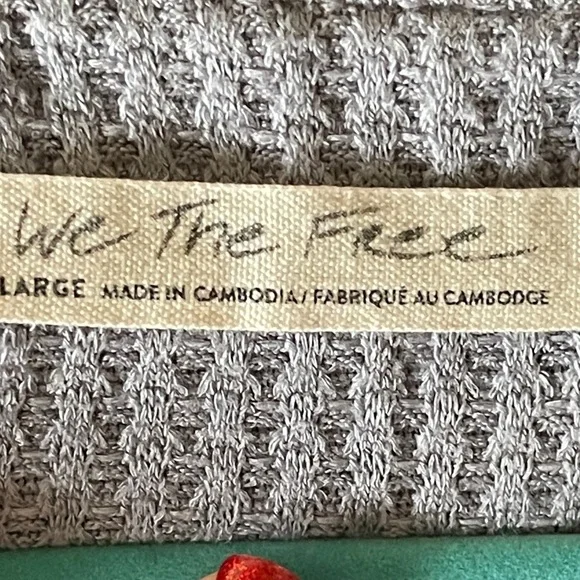 We The Free
LARGE MADE IN CAMBODIA / FABRIQUÉ AU CAMBODGE